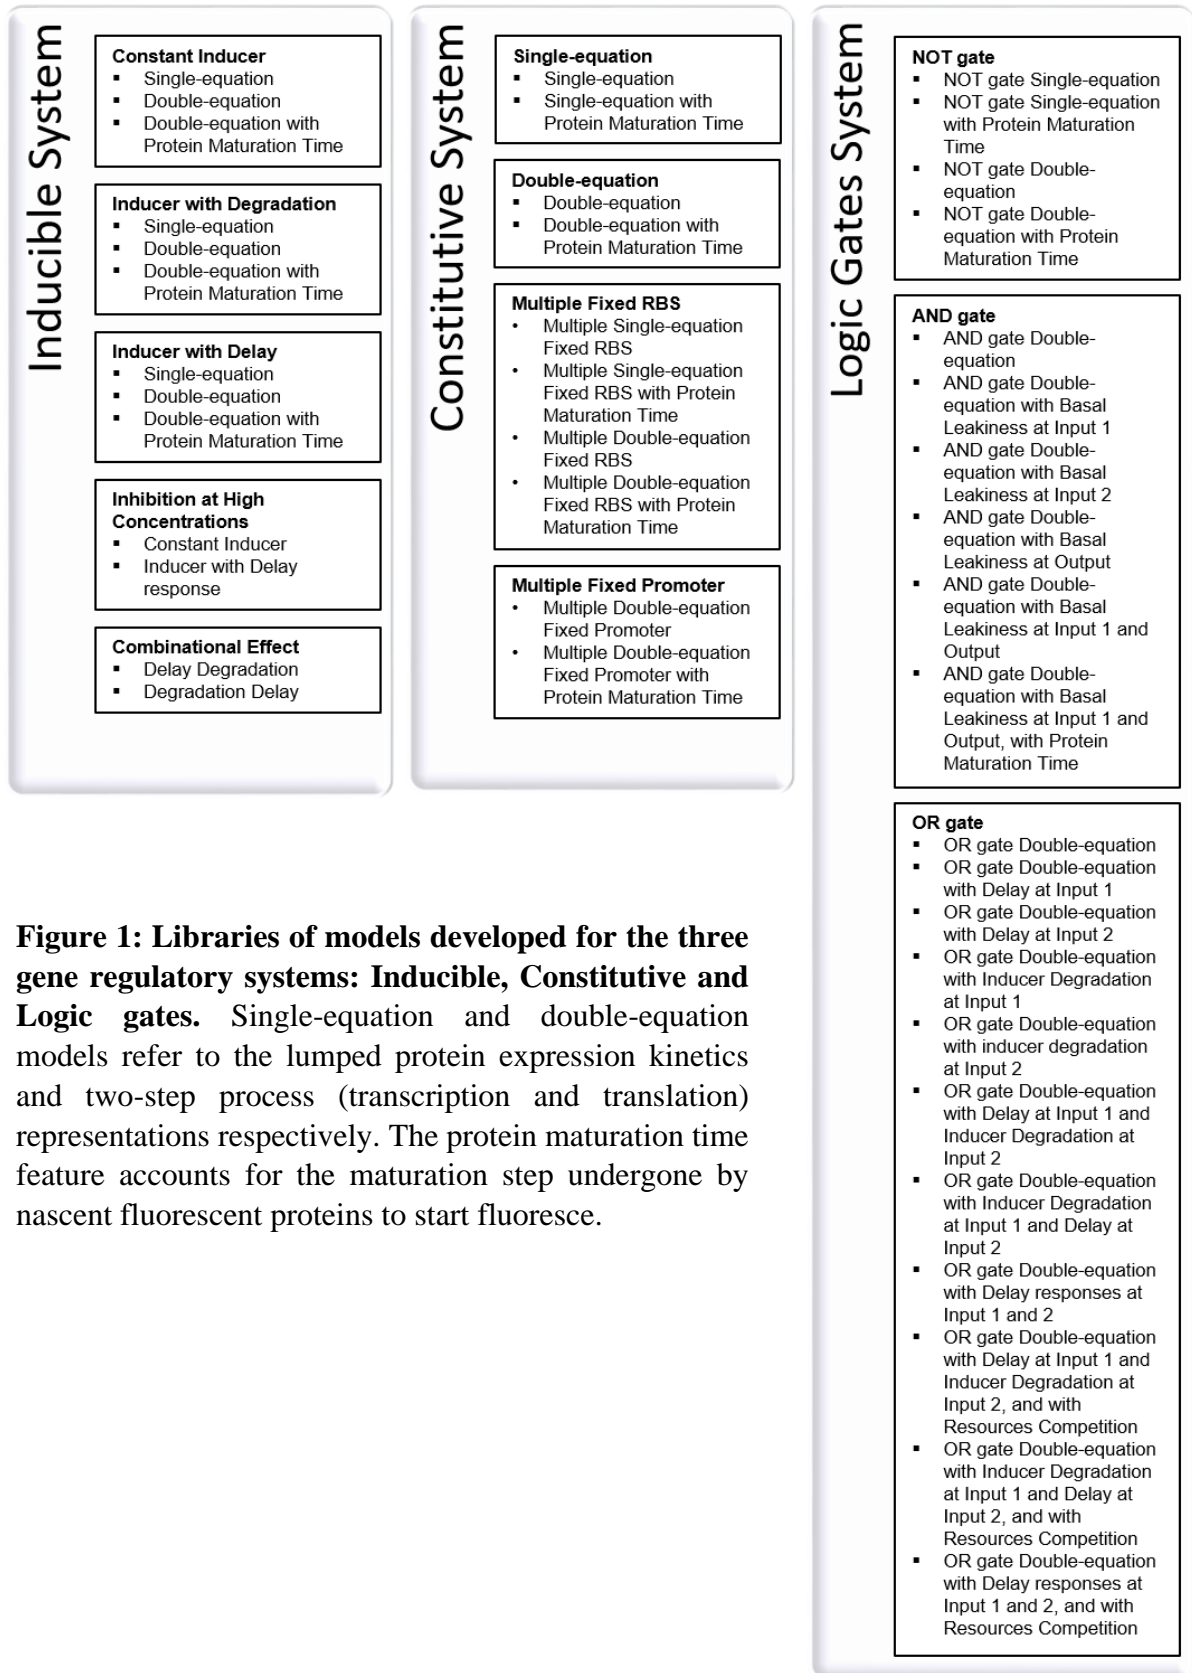 Inducible System
Constant Inducer
▪ Single-equation
▪ Double-equation
▪ Double-equation with
Protein Maturation Time
Inducer with Degradation
▪ Single-equation
▪ Double-equation
▪ Double-equation with
Protein Maturation Time
Inducer with Delay
▪ Single-equation
▪ Double-equation
▪ Double-equation with
Protein Maturation Time
Inhibition at High
Concentrations
▪ Constant Inducer
▪ Inducer with Delay
response
Combinational Effect
▪ Delay Degradation
▪ Degradation Delay
Constitutive System
Single-equation
▪ Single-equation
▪ Single-equation with
Protein Maturation Time
Double-equation
▪ Double-equation
▪ Double-equation with
Protein Maturation Time
Multiple Fixed RBS
• Multiple Single-equation
Fixed RBS
• Multiple Single-equation
Fixed RBS with Protein
Maturation Time
• Multiple Double-equation
Fixed RBS
• Multiple Double-equation
Fixed RBS with Protein
Maturation Time
Multiple Fixed Promoter
• Multiple Double-equation
Fixed Promoter
• Multiple Double-equation
Fixed Promoter with
Protein Maturation Time
Logic Gates System
NOT gate
▪ NOT gate Single-equation
▪ NOT gate Single-equation
with Protein Maturation
Time
▪ NOT gate Double-
equation
▪ NOT gate Double-
equation with Protein
Maturation Time
AND gate
▪ AND gate Double-
equation
▪ AND gate Double-
equation with Basal
Leakiness at Input 1
▪ AND gate Double-
equation with Basal
Leakiness at Input 2
▪ AND gate Double-
equation with Basal
Leakiness at Output
▪ AND gate Double-
equation with Basal
Leakiness at Input 1 and
Output
▪ AND gate Double-
equation with Basal
Leakiness at Input 1 and
Output, with Protein
Maturation Time
OR gate
▪ OR gate Double-equation
▪ OR gate Double-equation
with Delay at Input 1
▪ OR gate Double-equation
with Delay at Input 2
▪ OR gate Double-equation
with Inducer Degradation
at Input 1
▪ OR gate Double-equation
with inducer degradation
at Input 2
▪ OR gate Double-equation
with Delay at Input 1 and
Inducer Degradation at
Input 2
▪ OR gate Double-equation
with Inducer Degradation
at Input 1 and Delay at
Input 2
▪ OR gate Double-equation
with Delay responses at
Input 1 and 2
▪ OR gate Double-equation
with Delay at Input 1 and
Inducer Degradation at
Input 2, and with
Resources Competition
▪ OR gate Double-equation
with Inducer Degradation
at Input 1 and Delay at
Input 2, and with
Resources Competition
▪ OR gate Double-equation
with Delay responses at
Input 1 and 2, and with
Resources Competition
Figure 1: Libraries of models developed for the three
gene regulatory systems: Inducible, Constitutive and
Logic gates. Single-equation and double-equation
models refer to the lumped protein expression kinetics
and two-step process (transcription and translation)
representations respectively. The protein maturation time
feature accounts for the maturation step undergone by
nascent fluorescent proteins to start fluoresce.